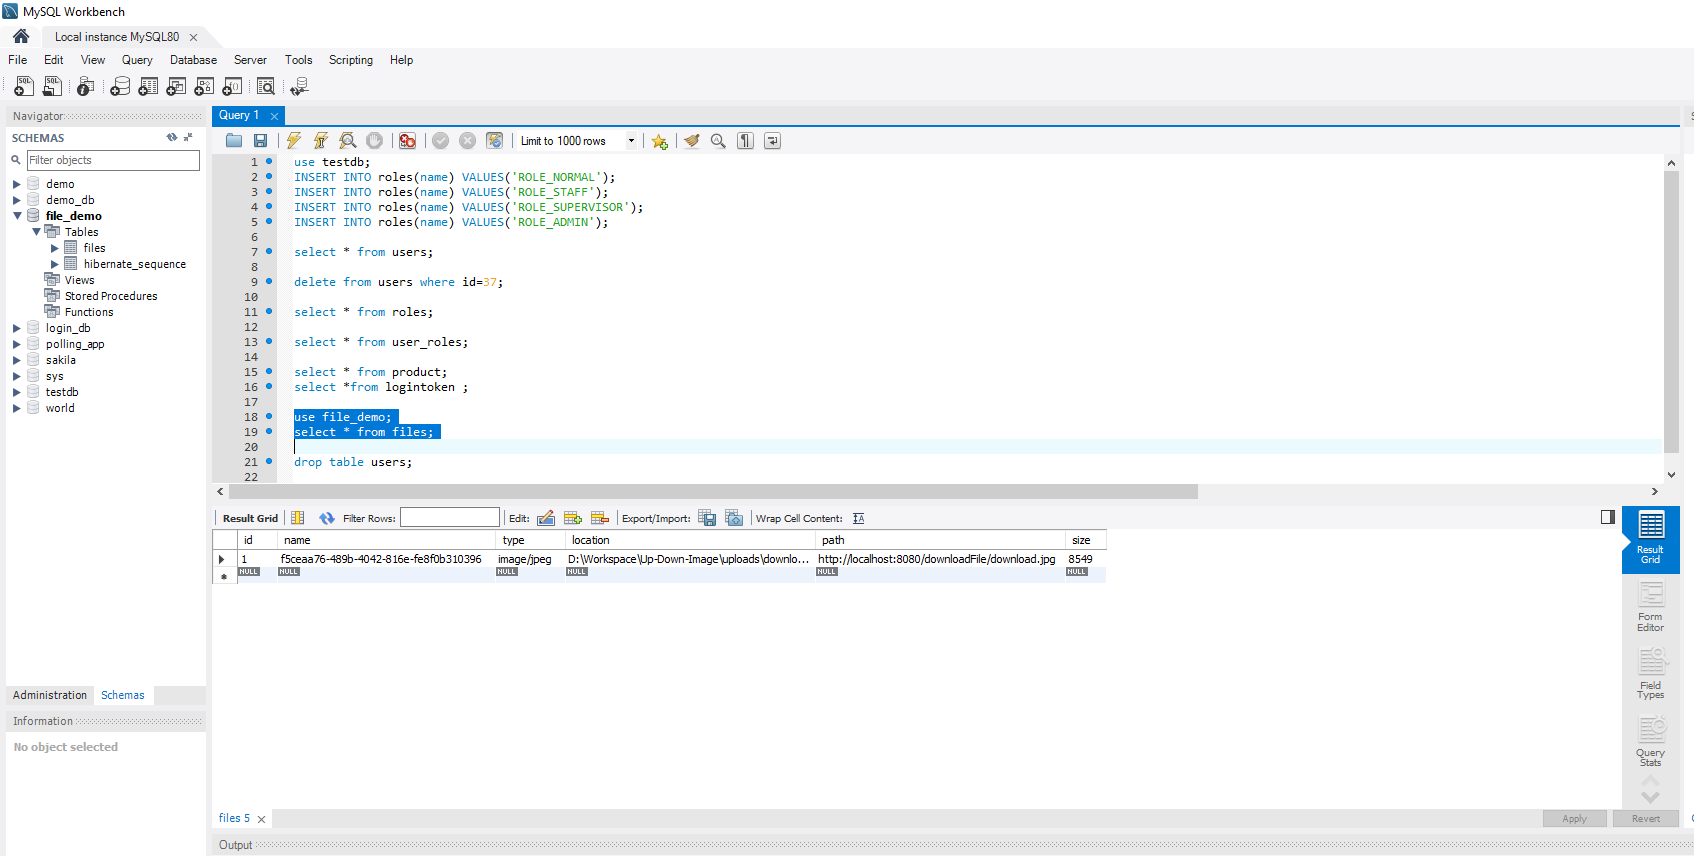 MySQL Workbench
Local instance MySQL80
File Edit View Query Database Server Tools Scripting Help
Navigator
SCHEMAS
Filter objects
demo
demo_db
file_demo
Tables
files
hibernate_sequence
Views
Stored Procedures
Functions
login_db
polling_app
sakila
sys
testdb
world
Administration Schemas
Information
No object selected
Query 1
Limit to 1000 rows
1 use testdb;
2 INSERT INTO roles(name) VALUES('ROLE_NORMAL');
3 INSERT INTO roles(name) VALUES('ROLE_STAFF');
4 INSERT INTO roles(name) VALUES('ROLE_SUPERVISOR');
5 INSERT INTO roles(name) VALUES('ROLE_ADMIN');
6
7 select * from users;
8
9 delete from users where id=37;
10
11 select * from roles;
12
13 select * from user_roles;
14
15 select * from product;
16 select *from logintoken ;
17
18 use file_demo;
19 select * from files;
20
21 drop table users;
22
Result Grid Filter Rows: Edit: Export/Import: Wrap Cell Content:
id name type location path size
1 f5ceaa76-489b-4042-816e-fe8f0b310396 image/jpeg D:\Workspace\Up-Down-Image\uploads\downlo... http://localhost:8080/downloadFile/download.jpg 8549
NULL NULL NULL NULL NULL NULL
Result
Grid
Form
Editor
Field
Types
Query
Stats
files 5
Apply Revert
Output